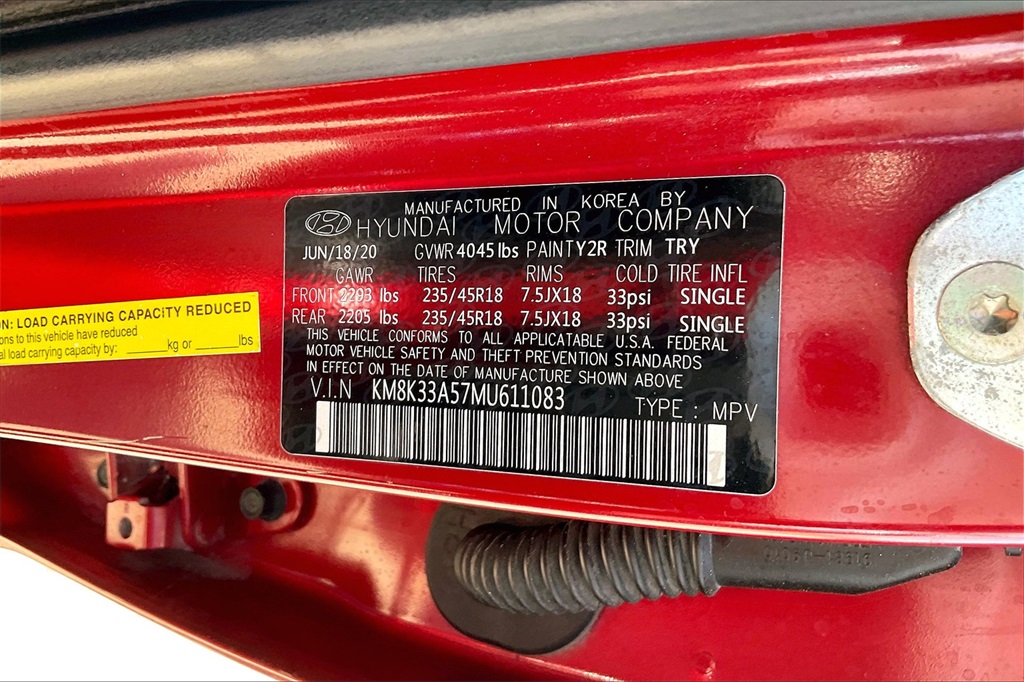 MANUFACTURED IN KOREA BY
HYUNDAI MOTOR COMPANY
JUN/18/20 GVWR 4045 lbs PAINT Y2R TRIM TRY
GAWR TIRES RIMS COLD TIRE INFL
FRONT 2293 lbs 235/45R18 7.5JX18 33psi SINGLE
REAR 2205 lbs 235/45R18 7.5JX18 33psi SINGLE
THIS VEHICLE CONFORMS TO ALL APPLICATABLE U.S.A. FEDERAL
MOTOR VEHICLE SAFETY AND THEFT PREVENTION STANDARDS
IN EFFECT ON THE DATE OF MANUFACTURE SHOWN ABOVE
V.I.N KM8K33A57MU611083 TYPE : MPV
ON: LOAD CARRYING CAPACITY REDUCED
ons to this vehicle have reduced
al load carrying capacity by: kg or lbs